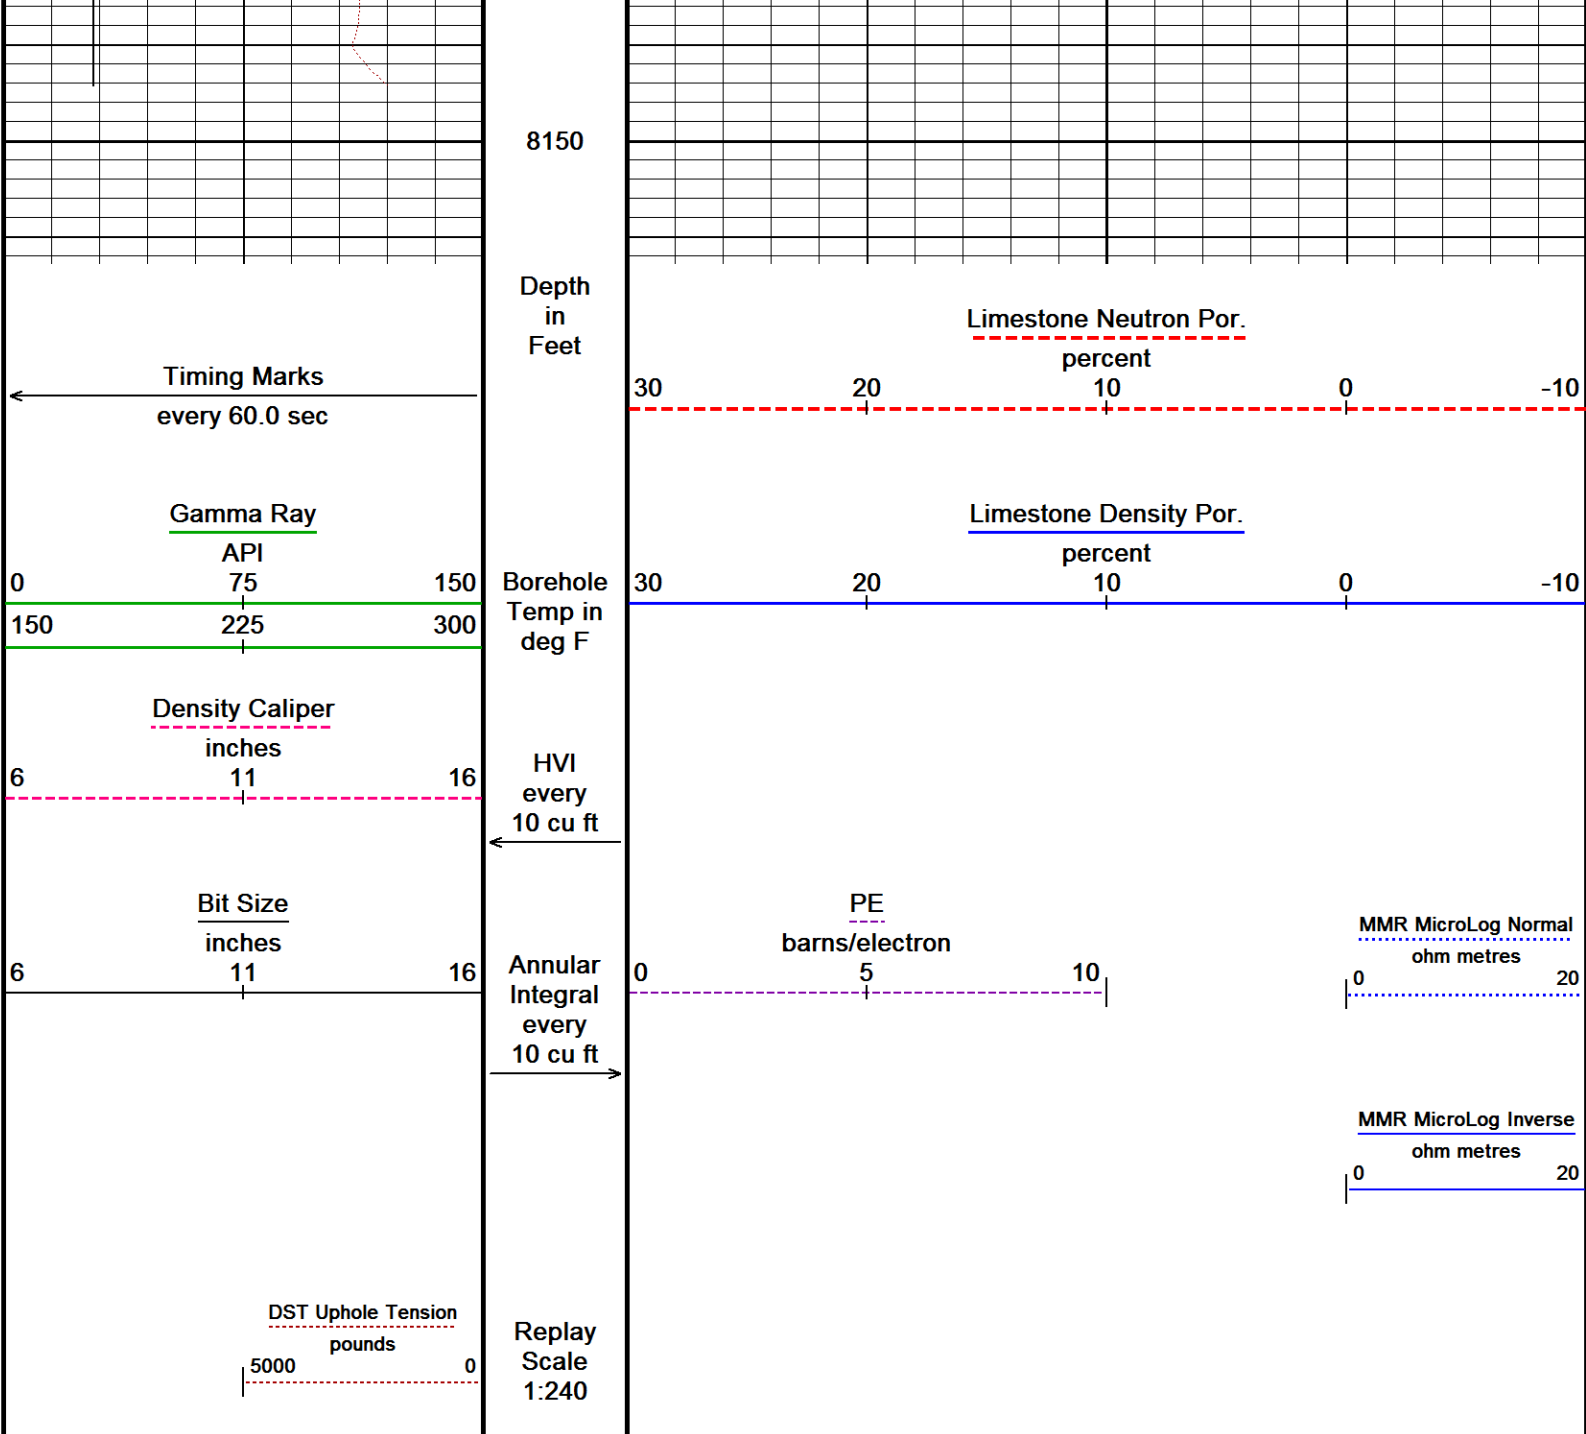 8150
Depth
in
Feet
Limestone Neutron Por.
percent
30 20 10 0 -10
Timing Marks
every 60.0 sec
Gamma Ray
API
0 75 150
150 225 300
Borehole
Temp in
deg F
Limestone Density Por.
percent
30 20 10 0 -10
Density Caliper
inches
6 11 16
HVI
every
10 cu ft
Bit Size
inches
6 11 16
Annular
Integral
every
10 cu ft
PE
barns/electron
0 5 10
MMR MicroLog Normal
ohm metres
0 20
MMR MicroLog Inverse
ohm metres
0 20
DST Uphole Tension
pounds
5000 0
Replay
Scale
1:240